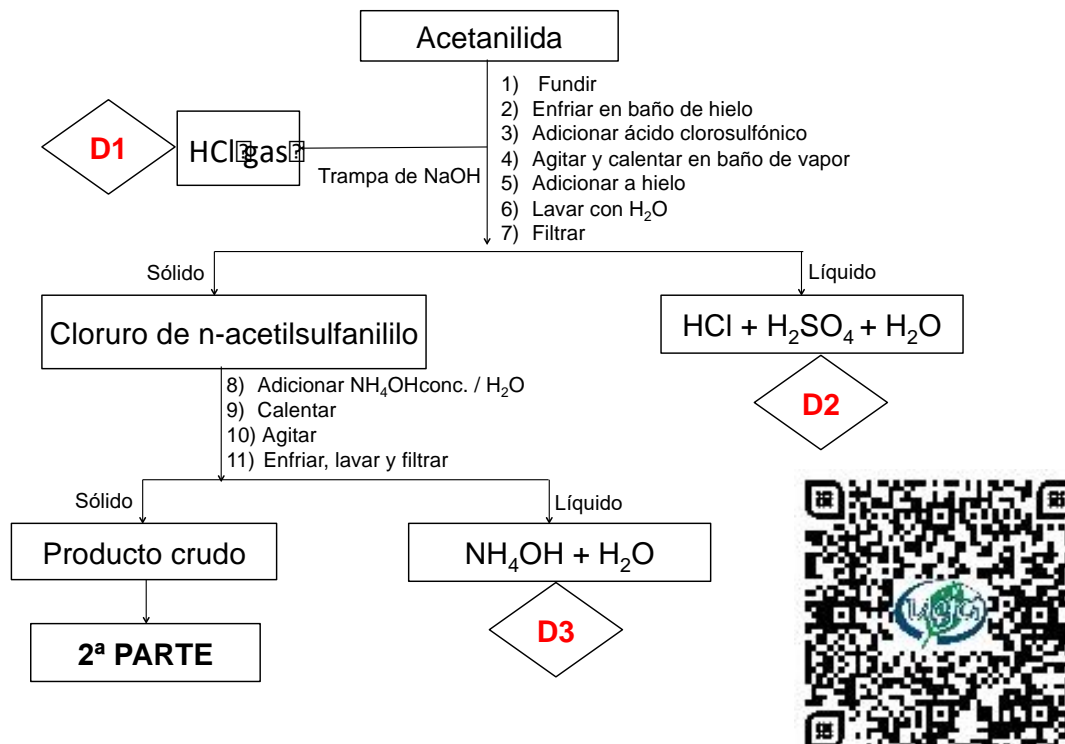 Acetanilida
1) Fundir
2) Enfriar en baño de hielo
3) Adicionar ácido clorosulfónico
4) Agitar y calentar en baño de vapor
5) Adicionar a hielo
6) Lavar con H₂O
7) Filtrar
D1
HCl gas
Trampa de NaOH
Sólido
Líquido
Cloruro de n-acetilsulfanililo
HCl + H₂SO₄ + H₂O
D2
8) Adicionar NH₄OHconc. / H₂O
9) Calentar
10) Agitar
11) Enfriar, lavar y filtrar
Sólido
Líquido
Producto crudo
NH₄OH + H₂O
D3
2ª PARTE